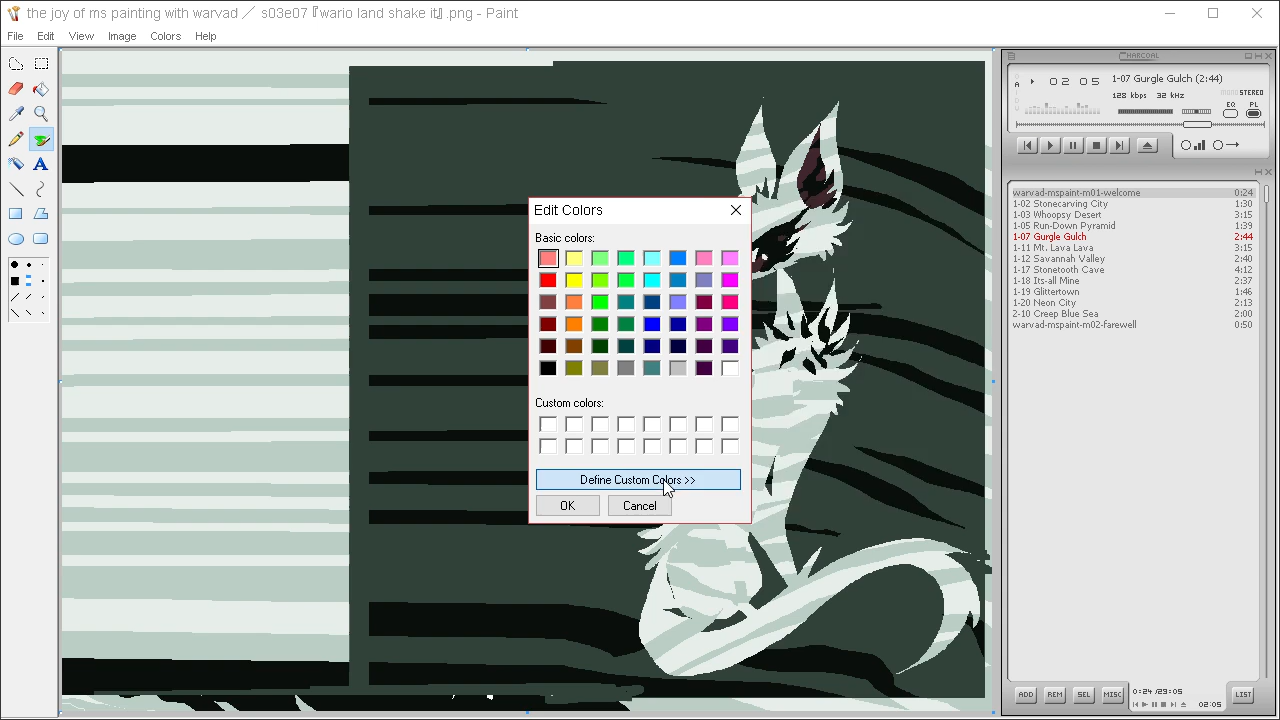 the joy of ms painting with warvad ／ s03e07『wario land shake it』.png - Paint
File Edit View Image Colors Help
CHARCOAL
02 05
1-07 Gurgle Gulch (2:44)
128 kbps 32 kHz
STEREO
EQ PL
Edit Colors
Basic colors:
Custom colors:
Define Custom Colors >>
OK Cancel
warvad-mspaint-m01-welcome 0:24
1-02 Stonecarving City 1:30
1-03 Whoopsy Desert 3:15
1-05 Run-Down Pyramid 1:39
1-07 Gurgle Gulch 2:44
1-11 Mt. Lava Lava
1-12 Savannah Valley 2:40
1-17 Stonetooth Cave
1-18 Its-all Mine
1-19 Glittertown 1:46
1-20 Neon City 2:13
2-10 Creep Blue Sea 2:00
warvad-mspaint-m02-farewell 0:50
ADD REM SEL MISC
0:24/29:05
02:05
LIST